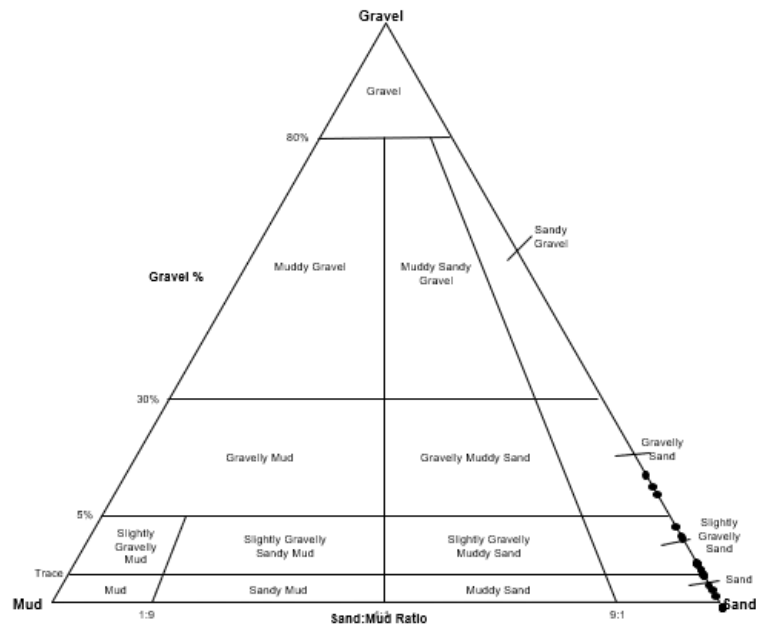 Gravel
Gravel
80%
Sandy
Gravel
Muddy Gravel
Muddy Sandy
Gravel
Gravel %
30%
Gravelly
Sand
Gravelly Mud
Gravelly Muddy Sand
5%
Slightly
Gravelly
Mud
Slightly Gravelly
Sandy Mud
Slightly Gravelly
Muddy Sand
Slightly
Gravelly
Sand
Trace
Sand
Mud
Sandy Mud
Muddy Sand
Mud
Sand
1:9
9:1
Sand:Mud Ratio